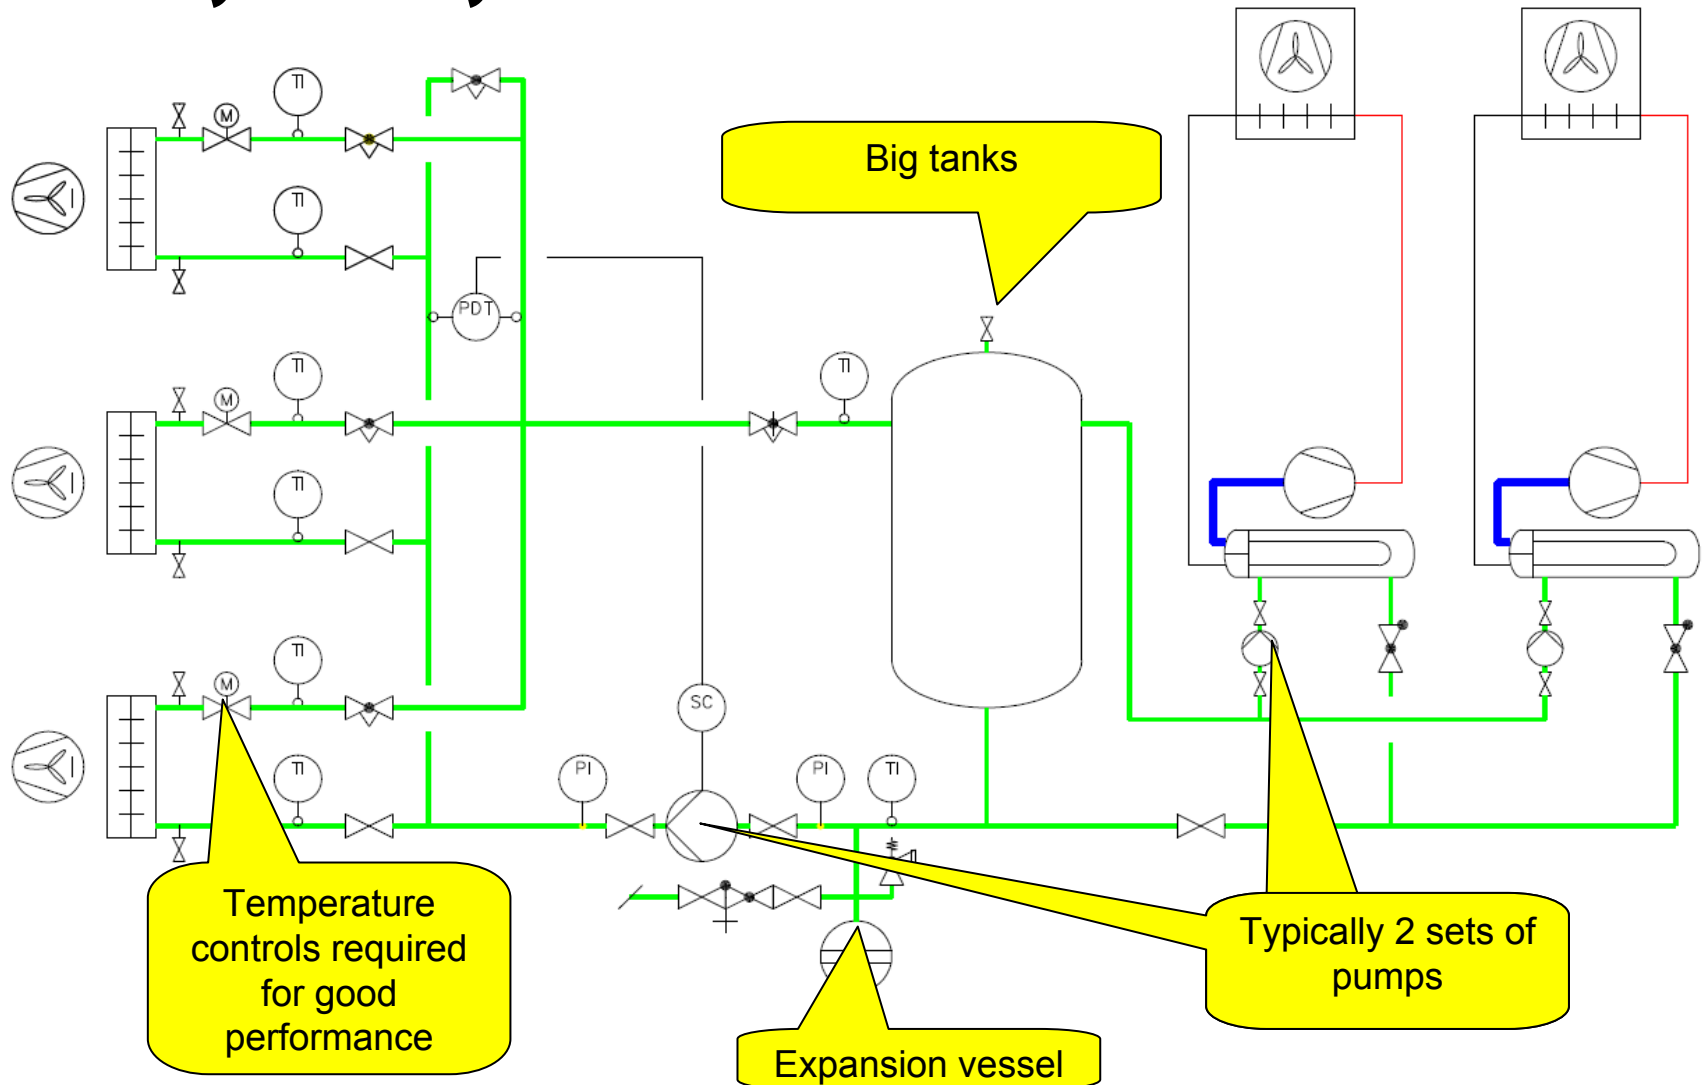 TI
M
TI
Big tanks
PDT
TI
M
TI
TI
TI
M
SC
TI
PI
PI
TI
Temperature
controls required
for good
performance
Typically 2 sets of
pumps
Expansion vessel